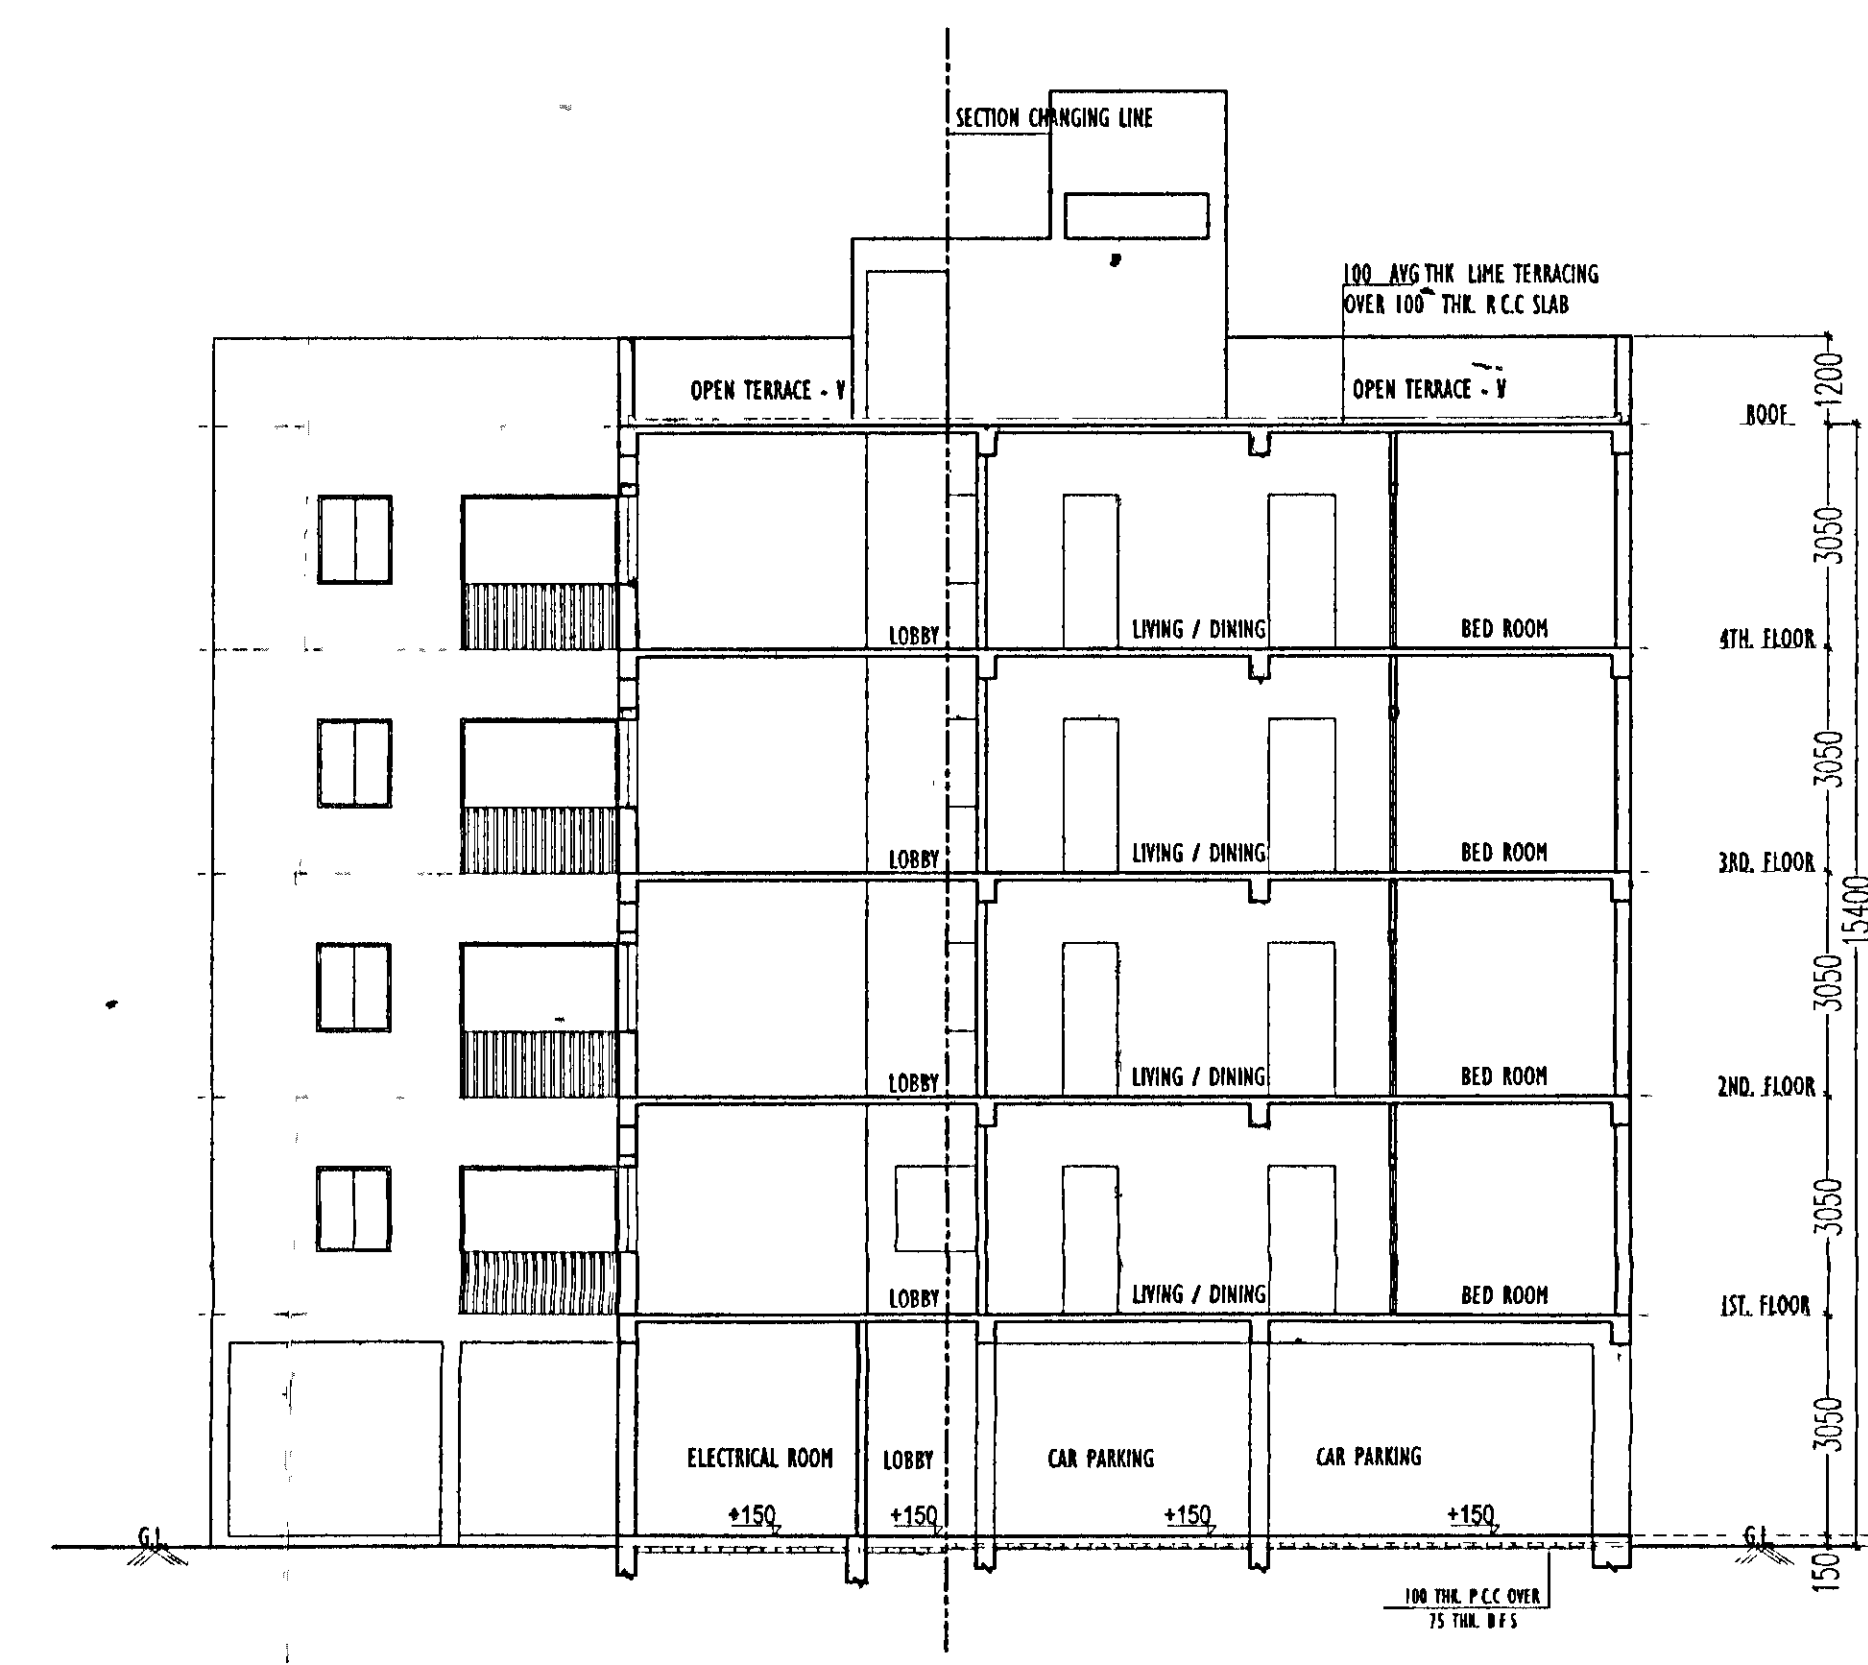 SECTION CHANGING LINE
100 AVG THK LIME TERRACING
OVER 100 THK. R.C.C SLAB
OPEN TERRACE - V
OPEN TERRACE - V
1200
ROOF
3050
LOBBY
LIVING / DINING
BED ROOM
4TH. FLOOR
3050
LOBBY
LIVING / DINING
BED ROOM
3RD. FLOOR
15400
3050
LOBBY
LIVING / DINING
BED ROOM
2ND. FLOOR
3050
LOBBY
LIVING / DINING
BED ROOM
1ST. FLOOR
3050
ELECTRICAL ROOM
LOBBY
CAR PARKING
CAR PARKING
+150
+150
+150
+150
G.L
G.L
150
100 THK. P.C.C OVER
75 THK. B F S